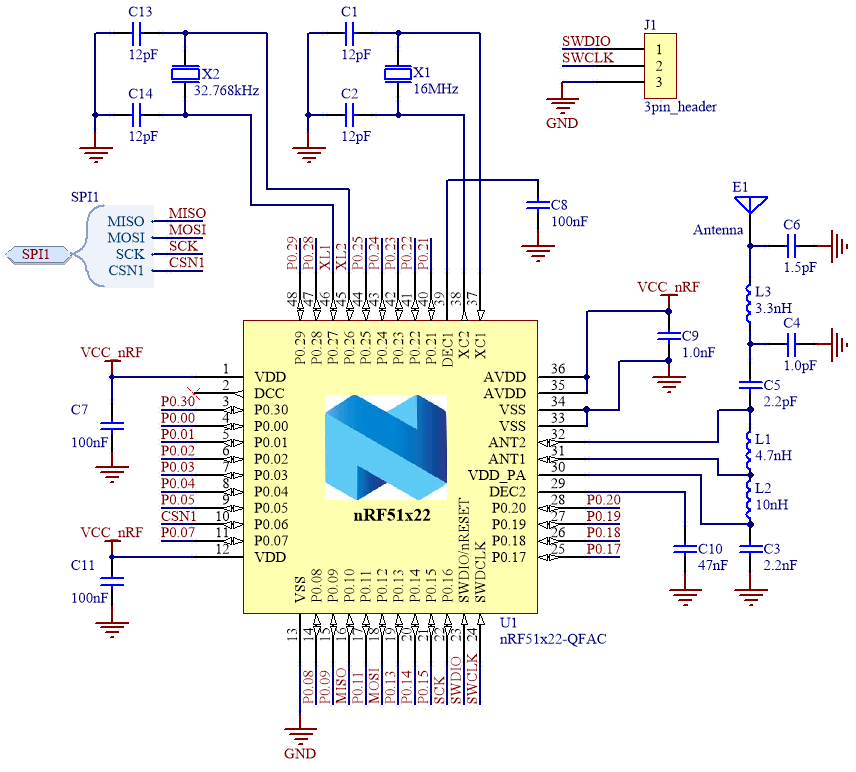 C13
12pF
X2
32.768kHz
C14
12pF
C1
12pF
X1
16MHz
C2
12pF
J1
SWDIO 1
SWCLK 2
3
GND
3pin_header
SPI1
SPI1
MISO MISO
MOSI MOSI
SCK SCK
CSN1 CSN1
C8
100nF
E1
Antenna
C6
1.5pF
L3
3.3nH
C4
1.0pF
C5
2.2pF
L1
4.7nH
L2
10nH
C3
2.2nF
C10
47nF
VCC_nRF
C9
1.0nF
P0.29 48 P0.29
P0.28 47 P0.28
XL1 46 P0.27
XL2 45 P0.26
P0.25 44 P0.25
P0.24 43 P0.24
P0.23 42 P0.23
P0.22 41 P0.22
P0.21 40 P0.21
39 DEC1
38 XC2
37 XC1
VCC_nRF
C7
100nF
VCC_nRF
C11
100nF
1 VDD
2 DCC
P0.30 3 P0.30
P0.00 4 P0.00
P0.01 5 P0.01
P0.02 6 P0.02
P0.03 7 P0.03
P0.04 8 P0.04
P0.05 9 P0.05
CSN1 10 P0.06
P0.07 11 P0.07
12 VDD
nRF51x22
AVDD 36
AVDD 35
VSS 34
VSS 33
ANT2 32
ANT1 31
VDD_PA 30
DEC2 29
P0.20 28 P0.20
P0.19 27 P0.19
P0.18 26 P0.18
P0.17 25 P0.17
VSS 13
P0.08 14 P0.08
P0.09 15 P0.09
P0.10 16 MISO
P0.11 17 P0.11
P0.12 18 MOSI
P0.13 19 P0.13
P0.14 20 P0.14
P0.15 21 P0.15
P0.16 22 SCK
SWDIO/nRESET 23 SWDIO
SWDCLK 24 SWCLK
U1
nRF51x22-QFAC
GND